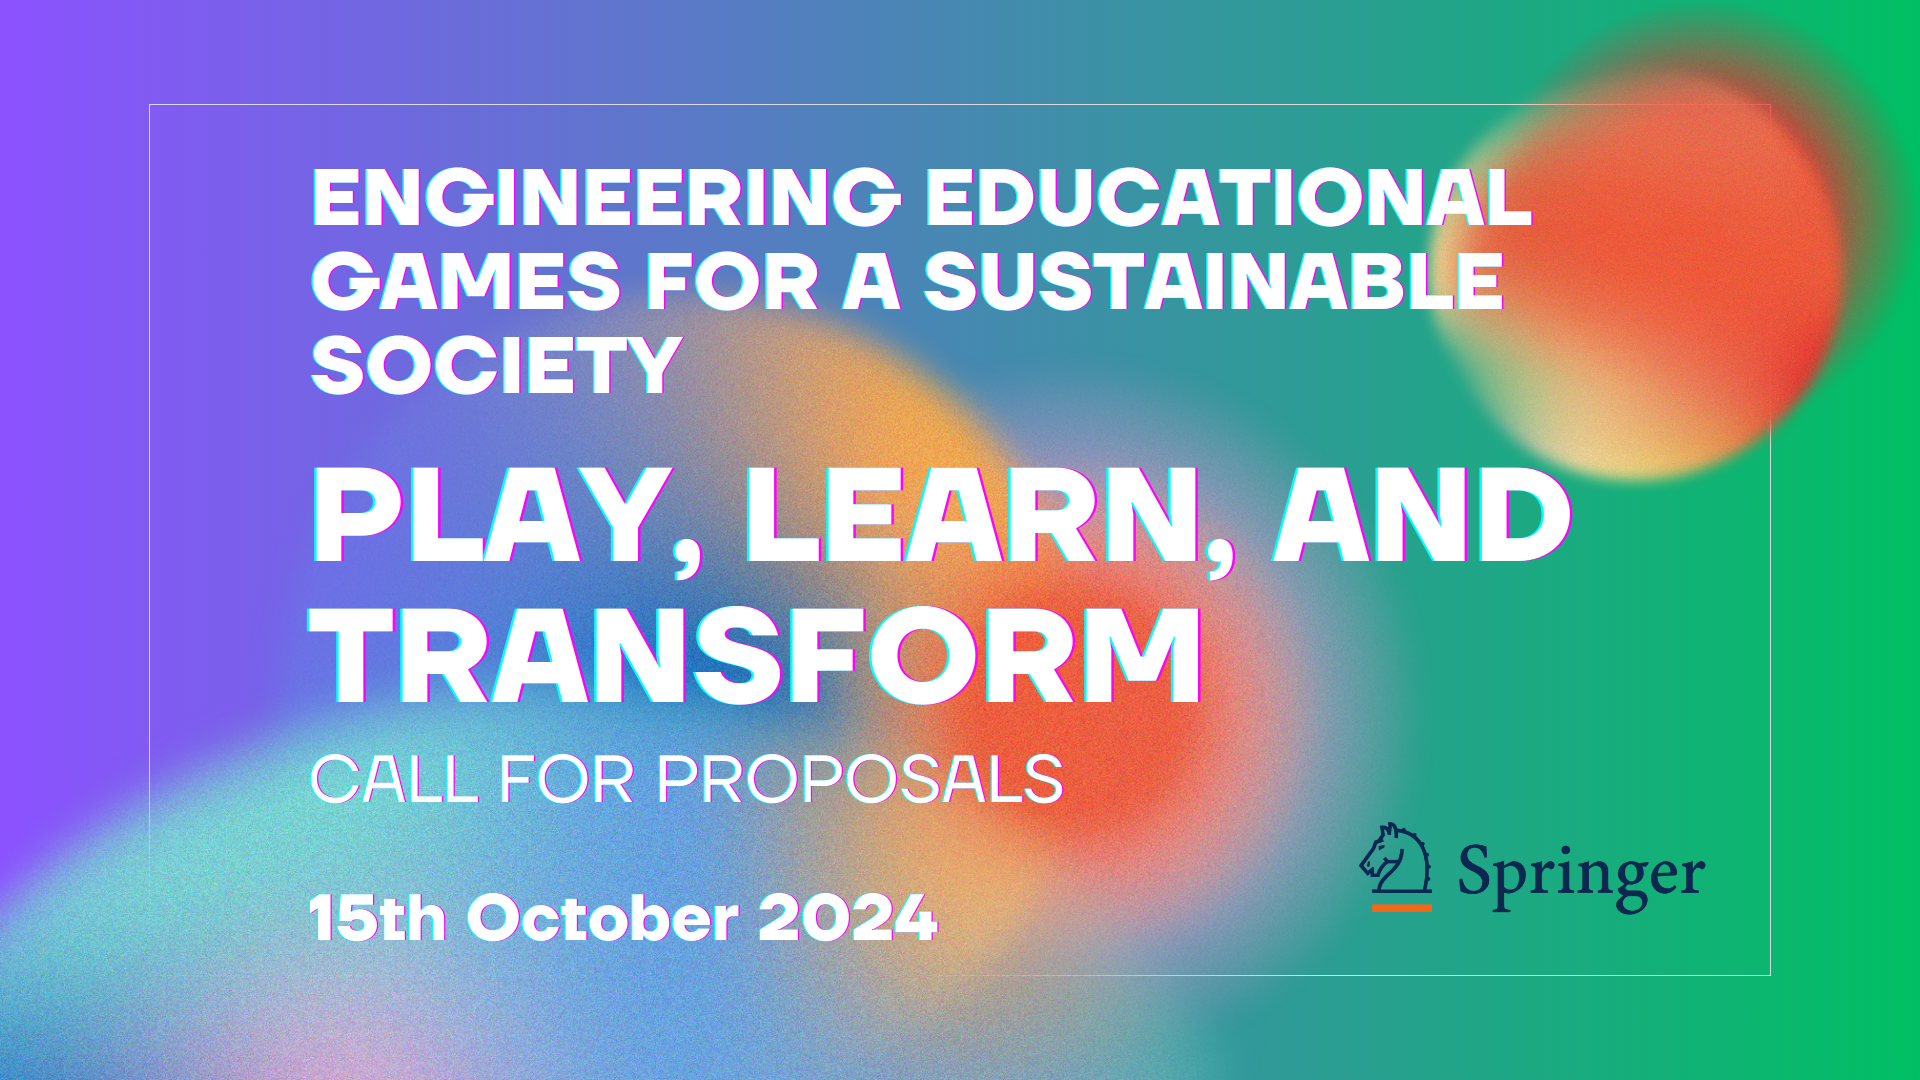 ENGINEERING EDUCATIONAL
GAMES FOR A SUSTAINABLE
SOCIETY
PLAY, LEARN, AND
TRANSFORM
CALL FOR PROPOSALS
15th October 2024
Springer